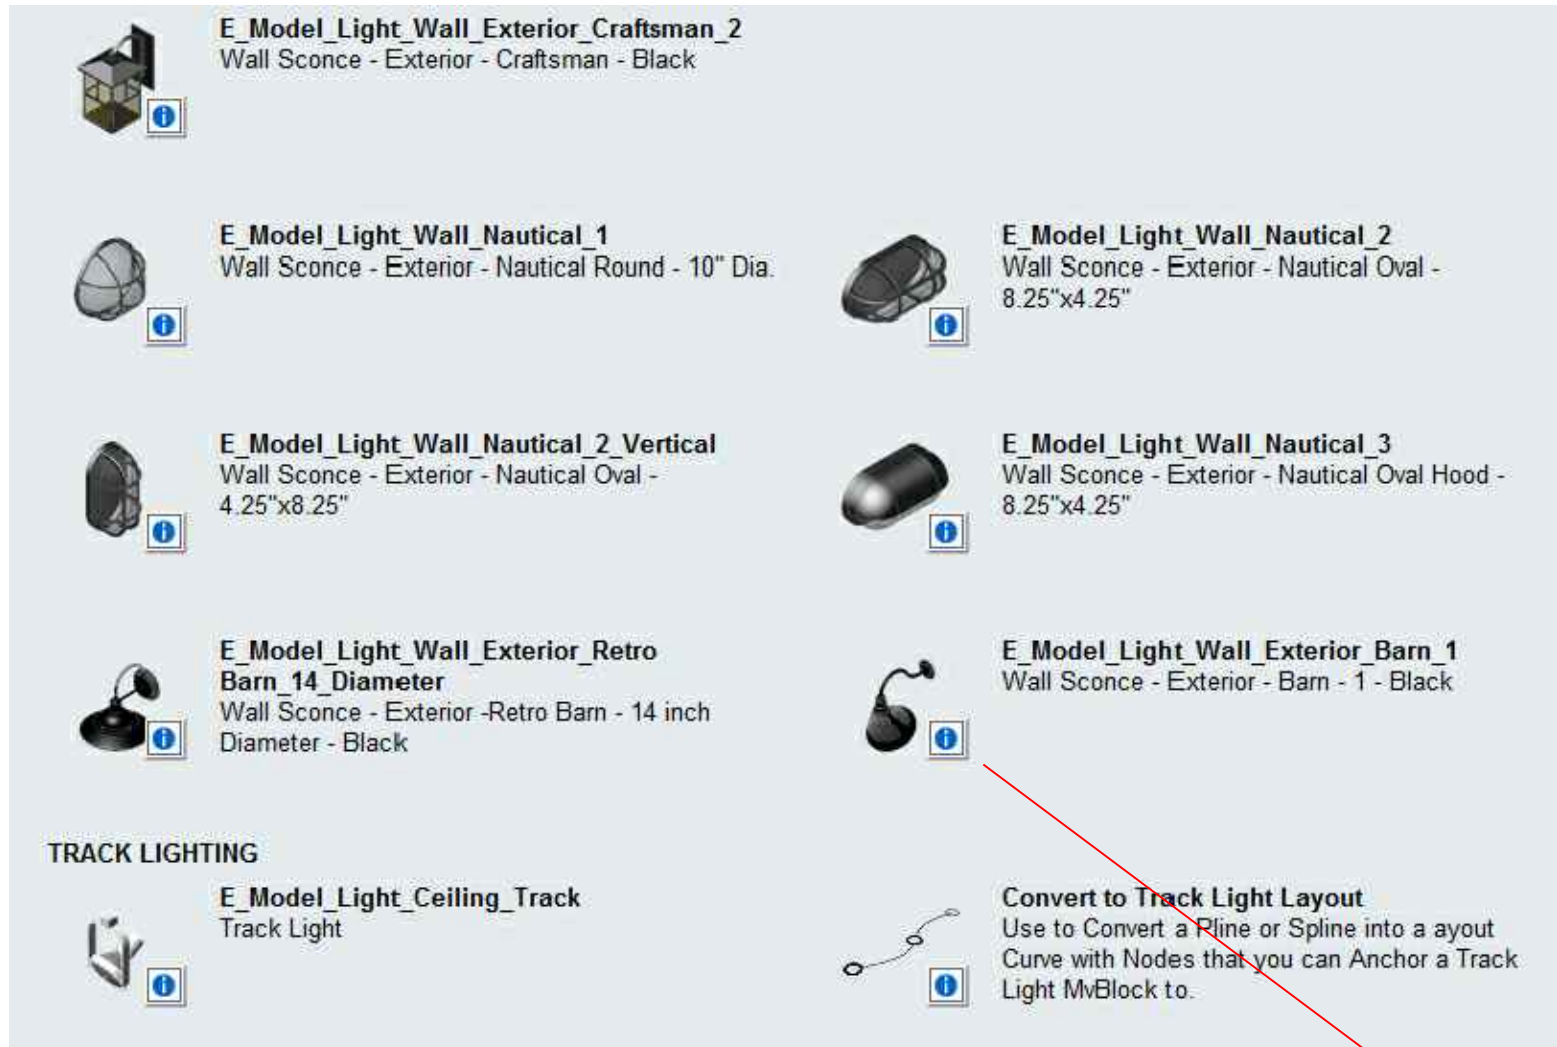 E_Model_Light_Wall_Exterior_Craftsman_2
Wall Sconce - Exterior - Craftsman - Black
E_Model_Light_Wall_Nautical_1
Wall Sconce - Exterior - Nautical Round - 10" Dia.
E_Model_Light_Wall_Nautical_2
Wall Sconce - Exterior - Nautical Oval -
8.25"x4.25"
E_Model_Light_Wall_Nautical_2_Vertical
Wall Sconce - Exterior - Nautical Oval -
4.25"x8.25"
E_Model_Light_Wall_Nautical_3
Wall Sconce - Exterior - Nautical Oval Hood -
8.25"x4.25"
E_Model_Light_Wall_Exterior_Retro
Barn_14_Diameter
Wall Sconce - Exterior -Retro Barn - 14 inch
Diameter - Black
E_Model_Light_Wall_Exterior_Barn_1
Wall Sconce - Exterior - Barn - 1 - Black
TRACK LIGHTING
E_Model_Light_Ceiling_Track
Track Light
Convert to Track Light Layout
Use to Convert a Pline or Spline into a ayout
Curve with Nodes that you can Anchor a Track
Light MvBlock to.